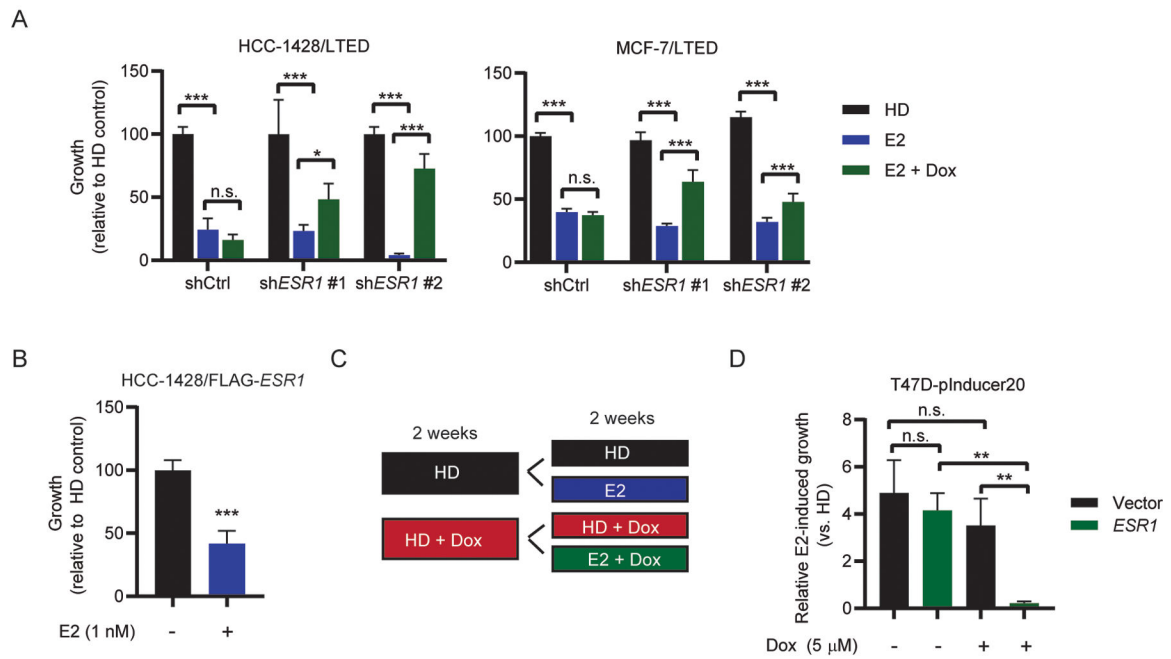 A
HCC-1428/LTED
MCF-7/LTED
Growth
(relative to HD control)
150
100
50
0
***
n.s.
***
*
***
***
shCtrl
shESR1 #1
shESR1 #2
150
100
50
0
***
n.s.
***
***
***
***
shCtrl
shESR1 #1
shESR1 #2
HD
E2
E2 + Dox
B
HCC-1428/FLAG-ESR1
Growth
(relative to HD control)
150
100
50
0
***
E2 (1 nM)
- +
C
2 weeks
2 weeks
HD
HD
E2
HD + Dox
HD + Dox
E2 + Dox
D
T47D-pInducer20
Relative E2-induced growth
(vs. HD)
8
6
4
2
0
n.s.
n.s.
**
**
Vector
ESR1
Dox (5 μM)
- - + +